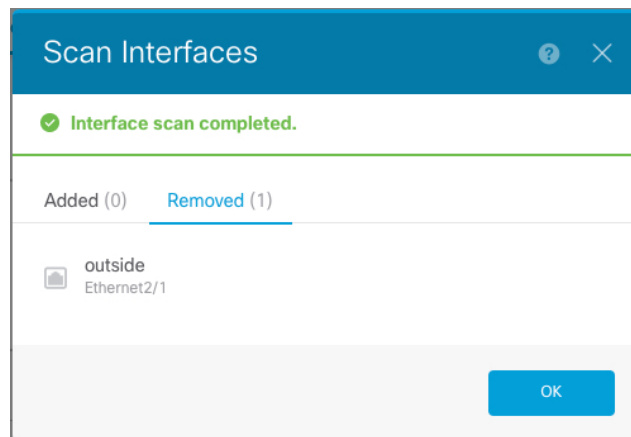 Scan Interfaces
Interface scan completed.
Added (0) Removed (1)
outside
Ethernet2/1
OK